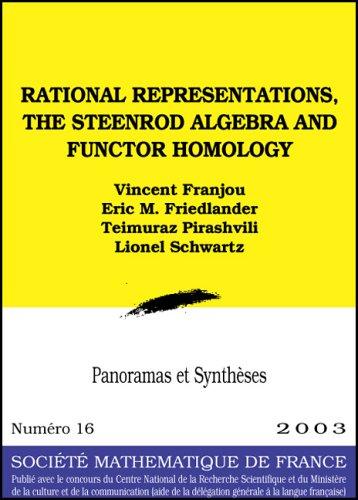 RATIONAL REPRESENTATIONS,
THE STEENROD ALGEBRA AND
FUNCTOR HOMOLOGY
Vincent Franjou
Eric M. Friedlander
Teimuraz Pirashvili
Lionel Schwartz
Panoramas et Synthèses
Numéro 16
2003
SOCIÉTÉ MATHEMATIQUE DE FRANCE
Publié avec le concours du Centre National de la Recherche Scientifique et du Ministère
de la culture et de la communication (aide de la délégation générale à la langue française)